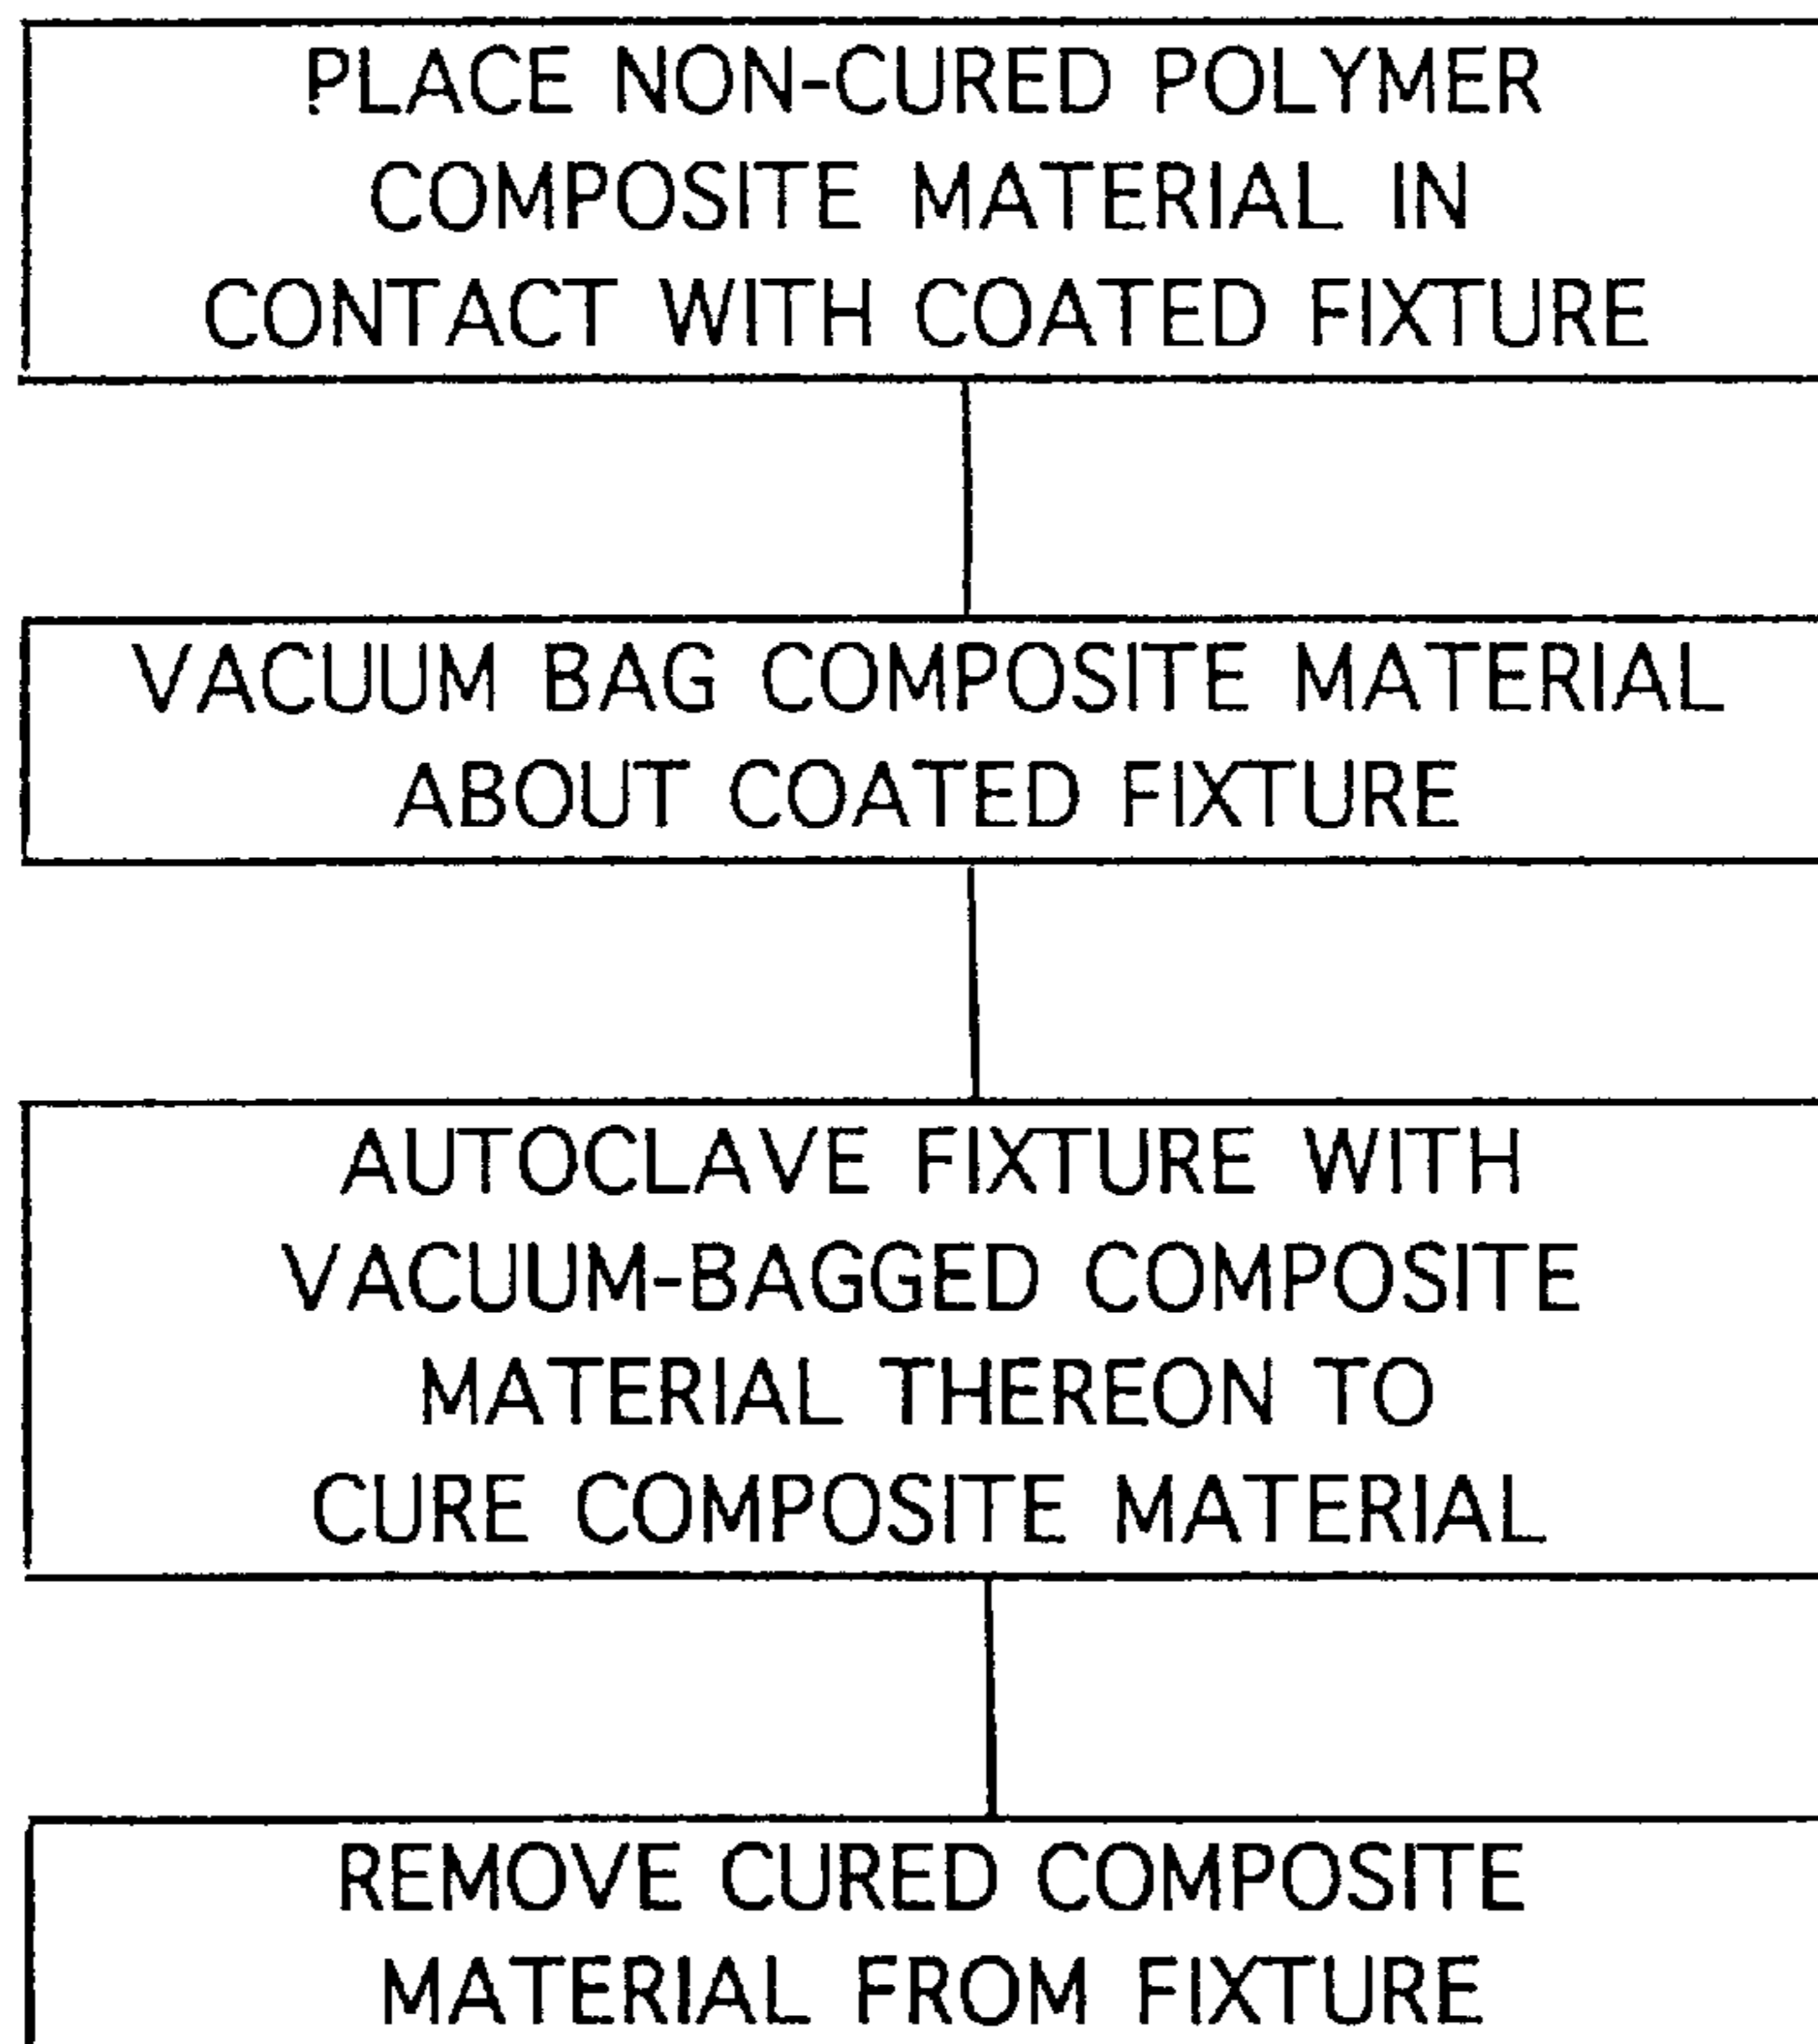 PLACE NON-CURED POLYMER
COMPOSITE MATERIAL IN
CONTACT WITH COATED FIXTURE
VACUUM BAG COMPOSITE MATERIAL
ABOUT COATED FIXTURE
AUTOCLAVE FIXTURE WITH
VACUUM-BAGGED COMPOSITE
MATERIAL THEREON TO
CURE COMPOSITE MATERIAL
REMOVE CURED COMPOSITE
MATERIAL FROM FIXTURE